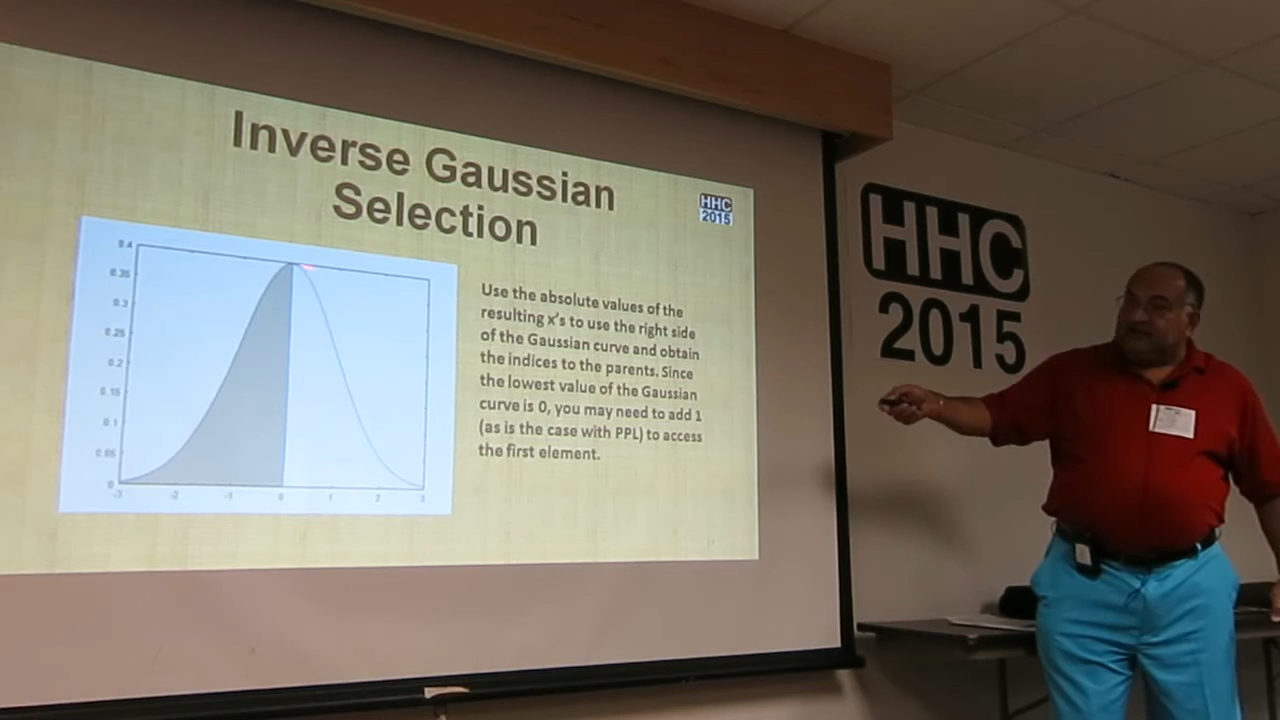 Inverse Gaussian
Selection
HHC
2015
0.4
0.35
0.3
0.25
0.2
0.15
0.1
0.05
0
-3 -2 -1 0 1 2 3
Use the absolute values of the
resulting x's to use the right side
of the Gaussian curve and obtain
the indices to the parents. Since
the lowest value of the Gaussian
curve is 0, you may need to add 1
(as is the case with PPL) to access
the first element.
HHC
2015